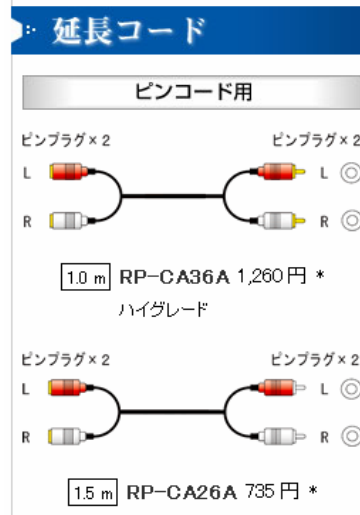 延長コード
ピンコード用
ピンプラグ×2 ピンプラグ×2
L L
R R
1.0 m RP-CA36A 1,260円 *
ハイグレード
ピンプラグ×2 ピンプラグ×2
L L
R R
1.5 m RP-CA26A 735円 *